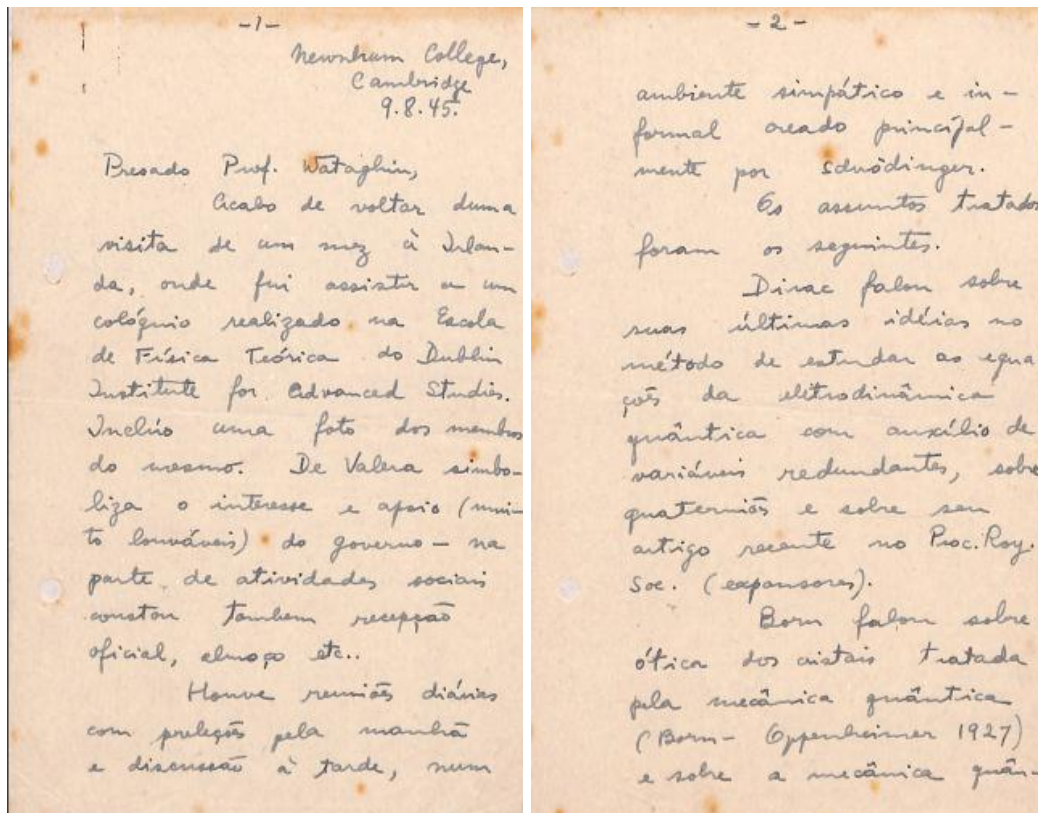 -1-
Newnham College,
Cambridge
9.8.45.
Presado Prof. Wataghin,
Acabo de voltar duma
visita de um mez à Irlan-
da, onde fui assistir a um
colóquio realizado na Escola
de Física Teórica do Dublin
Institute for Advanced Studies.
Inclúo uma foto dos membros
do mesmo. De Valera simbo-
liza o interesse e apoio (mui-
to louváveis) do governo — na
parte de atividades sociais
constou tambem recepção
oficial, almoço etc..
Houve reuniões diárias
com preleções pela manhã
e discussão à tarde, num
-2-
ambiente simpático e in-
formal creado principal-
mente por Schrödinger.
Os assuntos tratados
foram os seguintes.
Dirac falou sobre
suas últimas idéias no
método de estudar as equa
ções da eletrodinâmica
quântica com auxílio de
variáveis redundantes, sobre
quaterniões e sobre seu
artigo recente no Proc. Roy.
Soc. (expansores).
Born falou sobre
ótica dos cristais tratada
pela mecânica quântica
(Born - Oppenheimer 1927)
e sobre a mecânica quân-